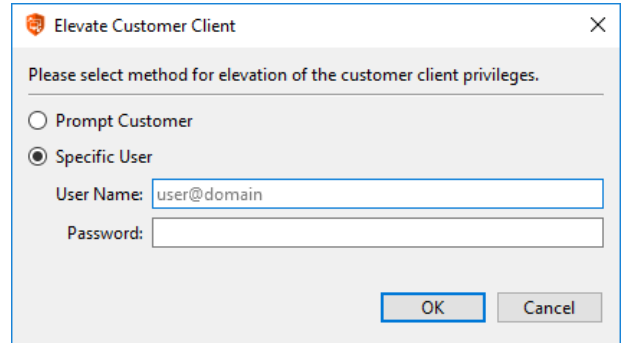 Elevate Customer Client
Please select method for elevation of the customer client privileges.
Prompt Customer
Specific User
User Name: user@domain
Password:
OK Cancel